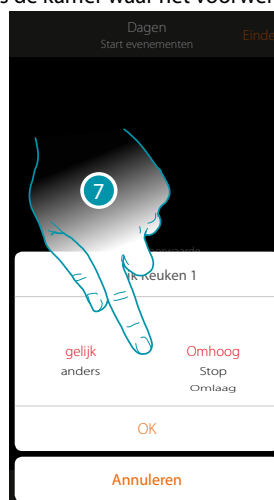 s de kamer waar het voorwer
Dagen
Start evenementen
Einde
7
Keuken 1
gelijk
Omhoog
anders
Stop
Omlaag
OK
Annuleren